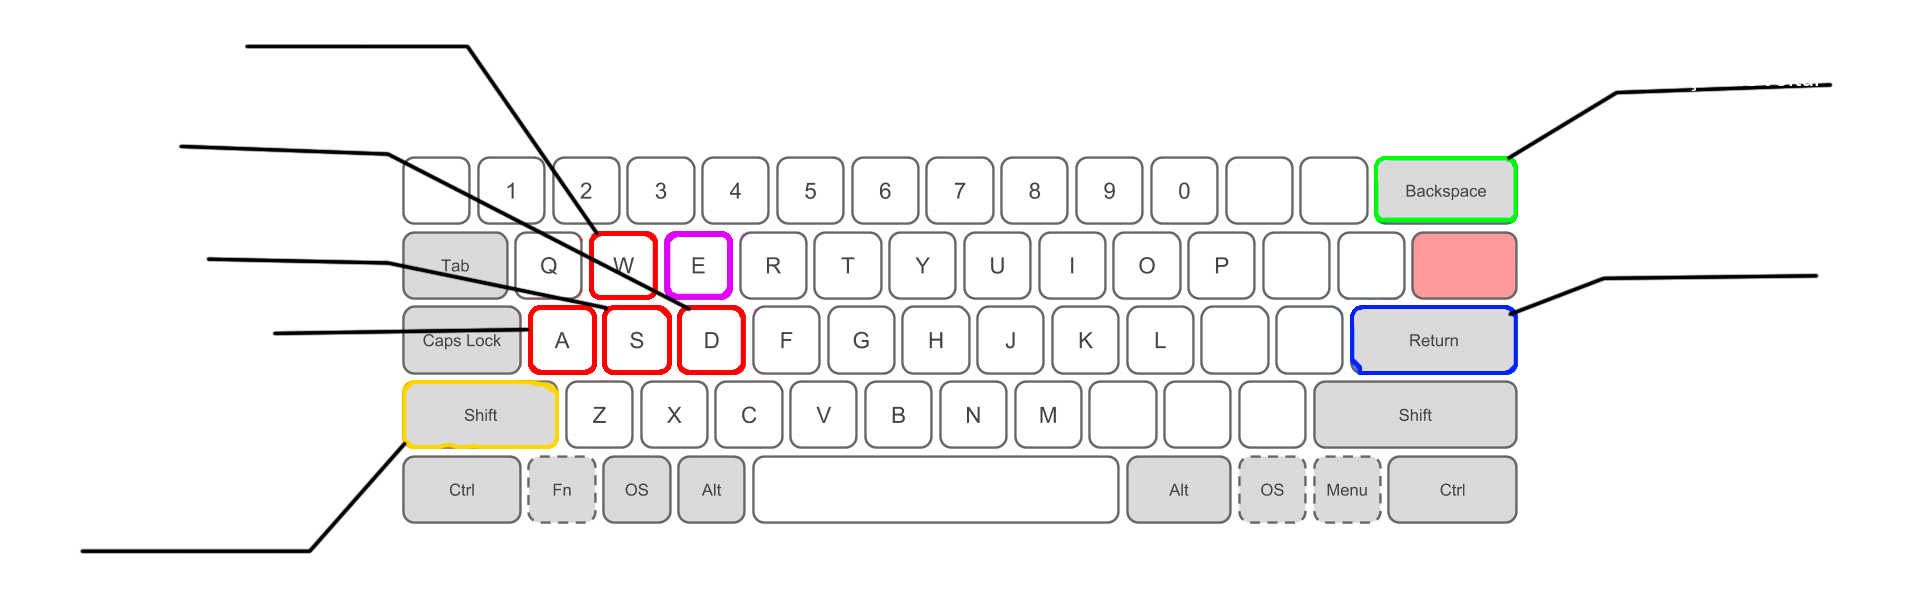 1 2 3 4 5 6 7 8 9 0 Backspace
Tab Q W E R T Y U I O P
Caps Lock A S D F G H J K L Return
Shift Z X C V B N M Shift
Ctrl Fn OS Alt Alt OS Menu Ctrl